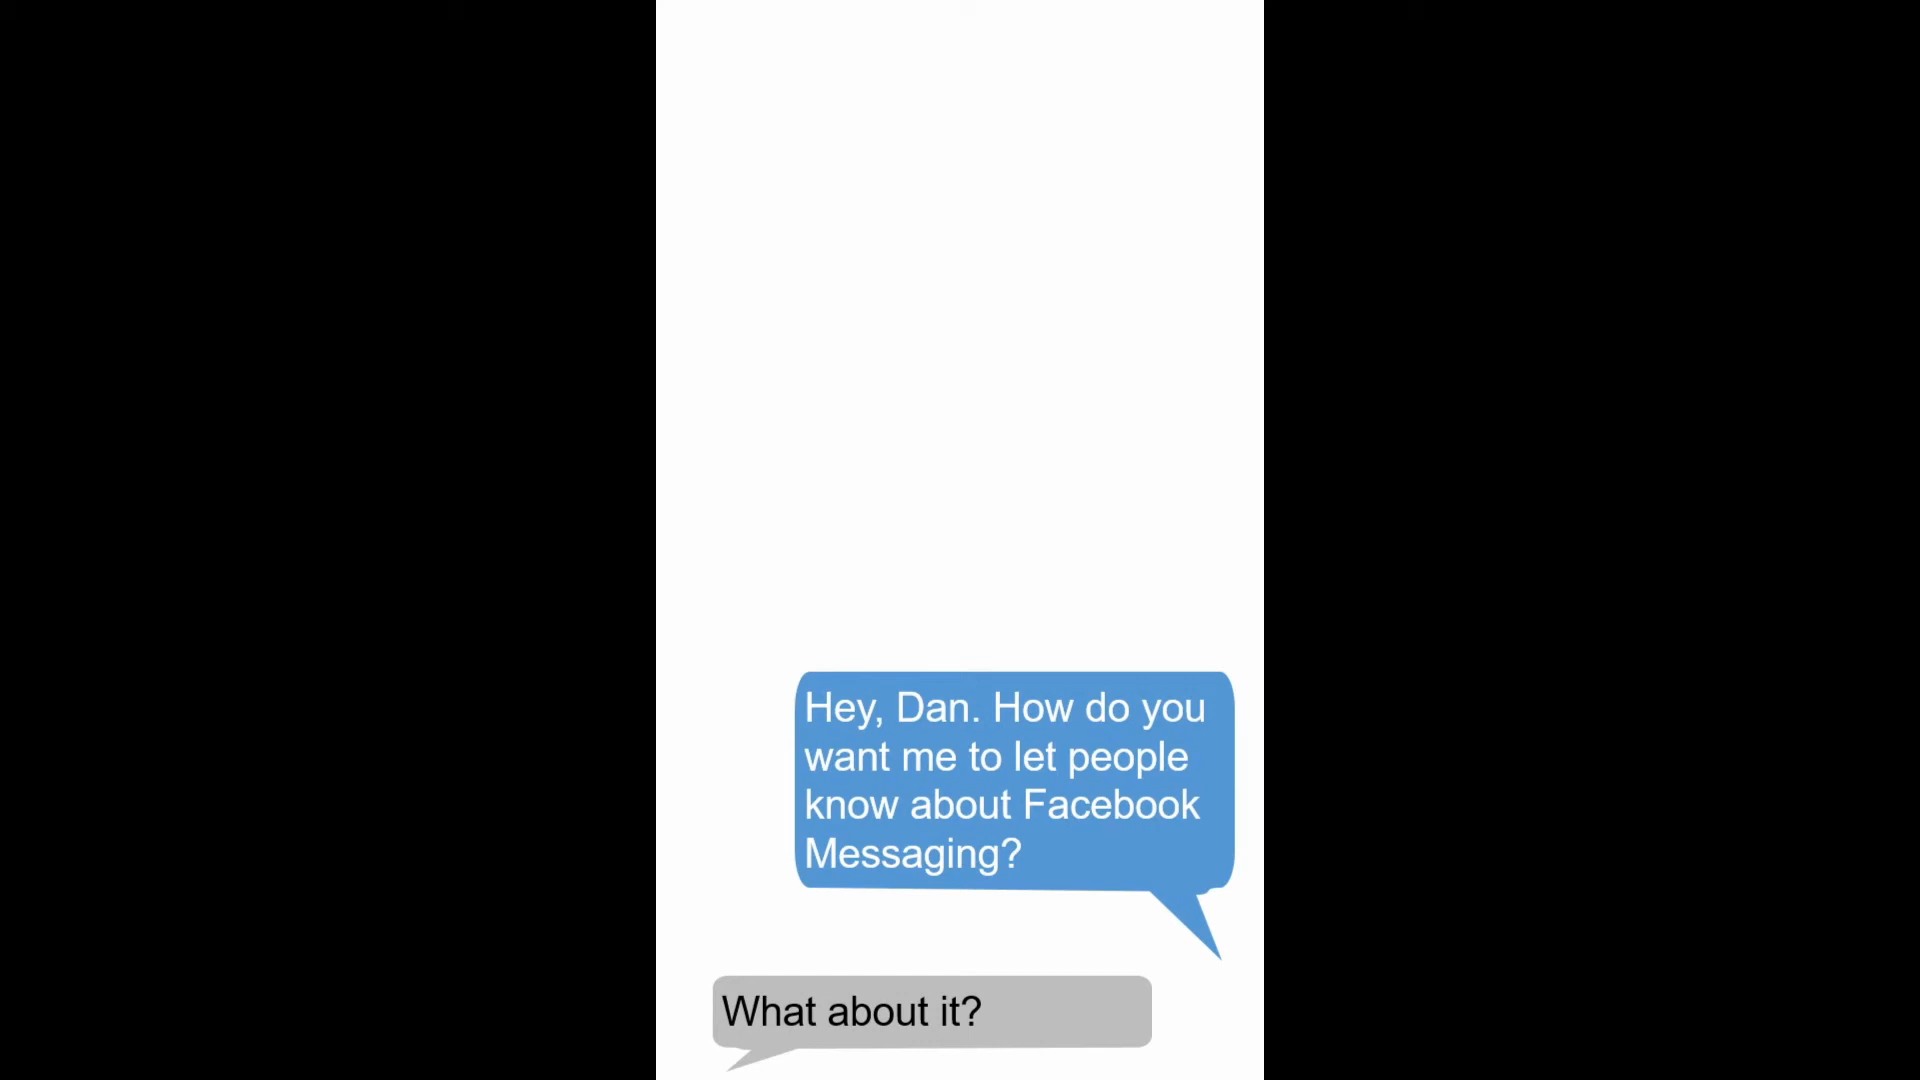 Hey, Dan. How do you
want me to let people
know about Facebook
Messaging?
What about it?